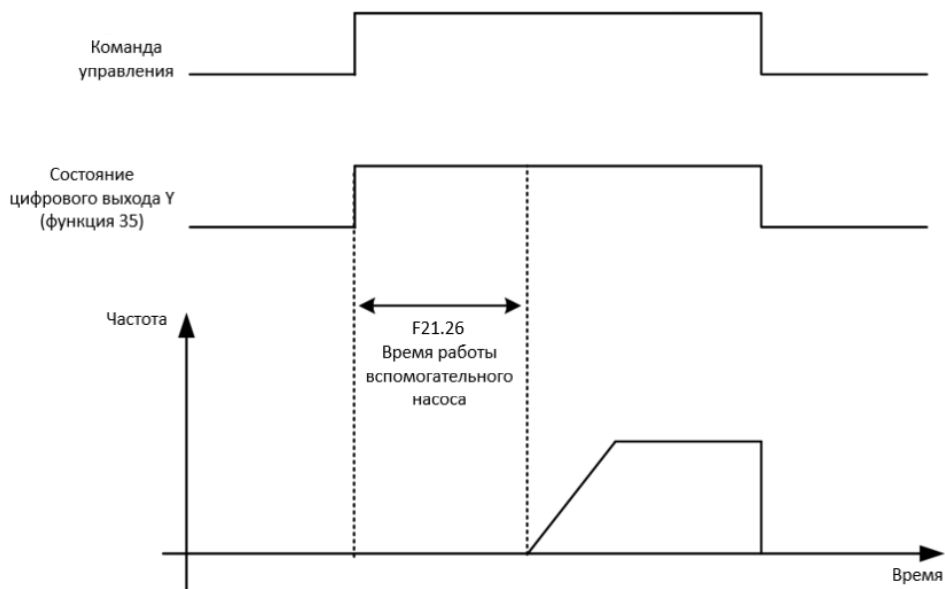 Команда
управления
Состояние
цифрового выхода Y
(функция 35)
Частота
F21.26
Время работы
вспомогательного
насоса
Время